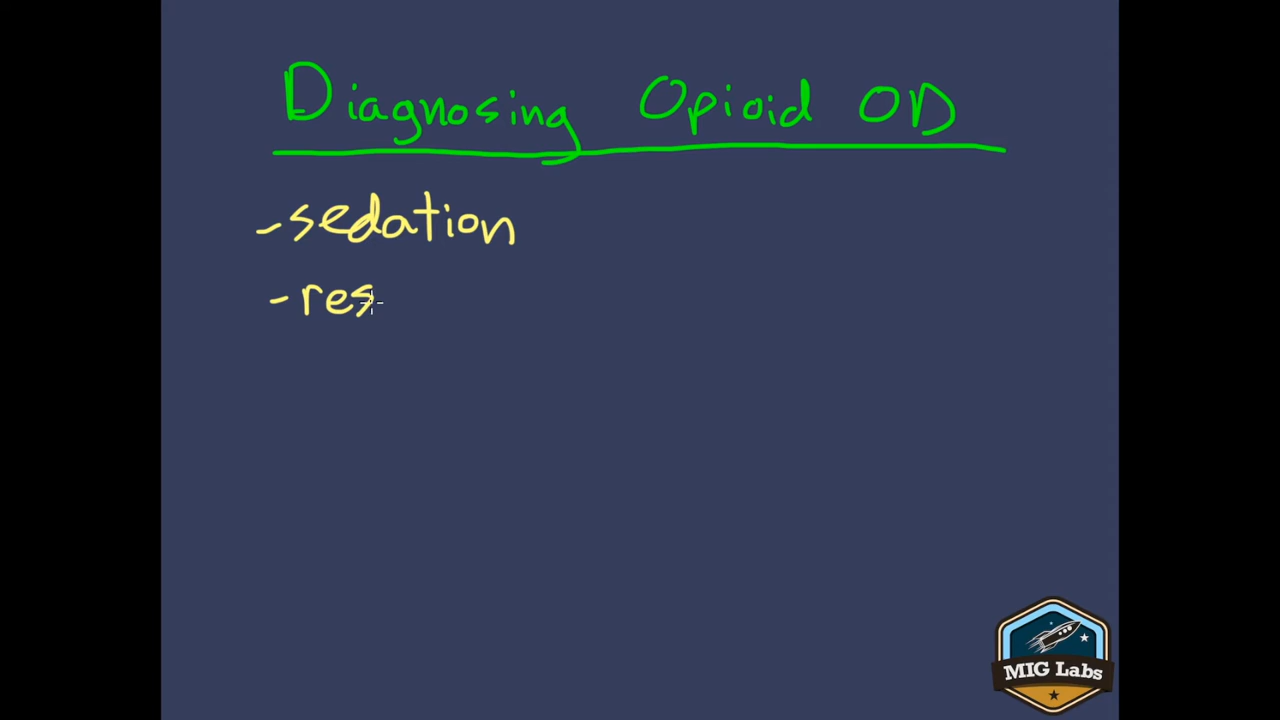 Diagnosing Opioid OD
- sedation
- res
MIG Labs